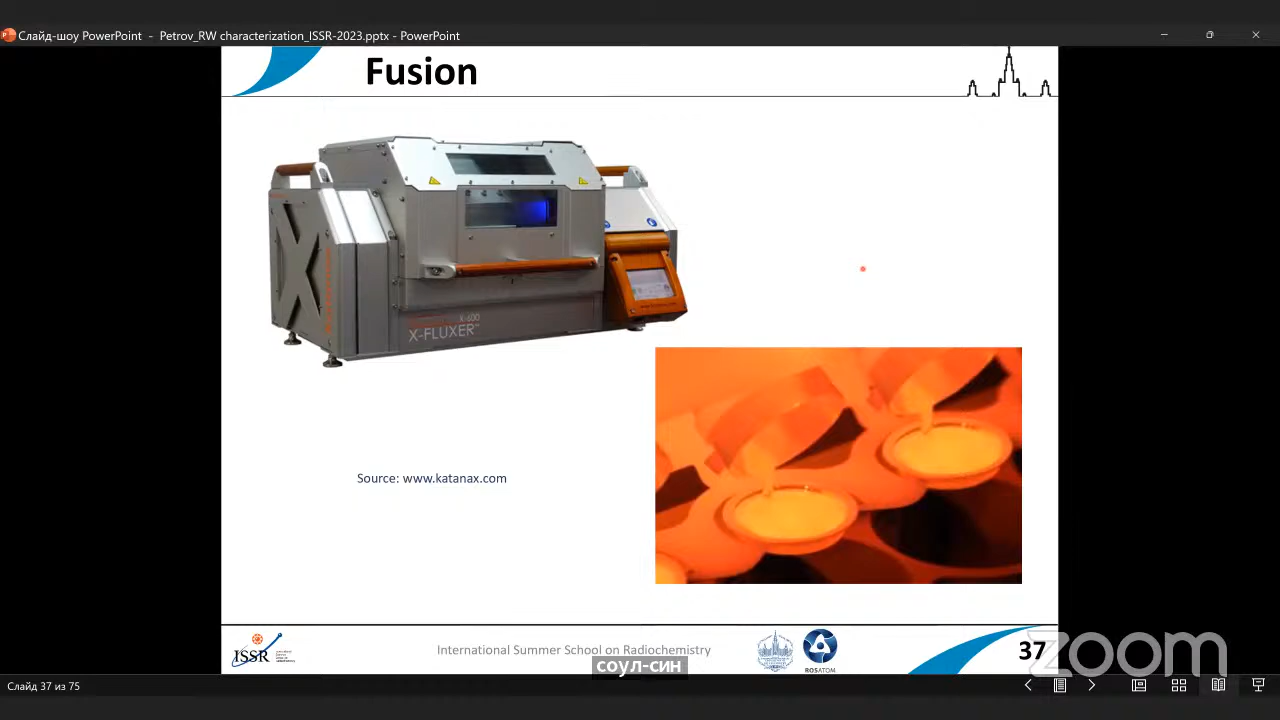 Слайд-шоу PowerPoint - Petrov_RW characterization_ISSR-2023.pptx - PowerPoint
Fusion
X-600
X-FLUXER™
Source: www.katanax.com
ISSR
International Summer School on Radiochemistry
ROSATOM
37
zoom
соул-син
Слайд 37 из 75